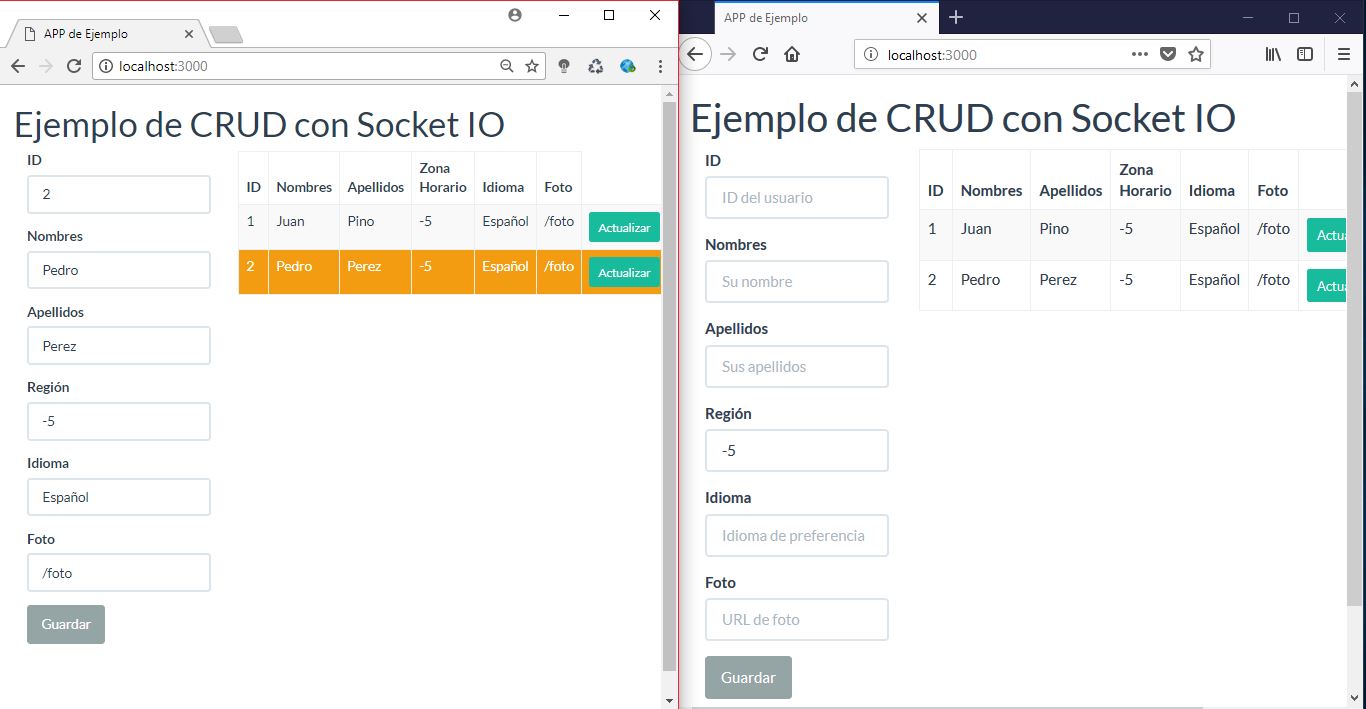 APP de Ejemplo
localhost:3000
Ejemplo de CRUD con Socket IO
ID
2
Nombres
Pedro
Apellidos
Perez
Región
-5
Idioma
Español
Foto
/foto
Guardar
ID Nombres Apellidos Zona Horario Idioma Foto
1 Juan Pino -5 Español /foto Actualizar
2 Pedro Perez -5 Español /foto Actualizar
APP de Ejemplo
localhost:3000
Ejemplo de CRUD con Socket IO
ID
ID del usuario
Nombres
Su nombre
Apellidos
Sus apellidos
Región
-5
Idioma
Idioma de preferencia
Foto
URL de foto
Guardar
ID Nombres Apellidos Zona Horario Idioma Foto
1 Juan Pino -5 Español /foto Actu
2 Pedro Perez -5 Español /foto Actu